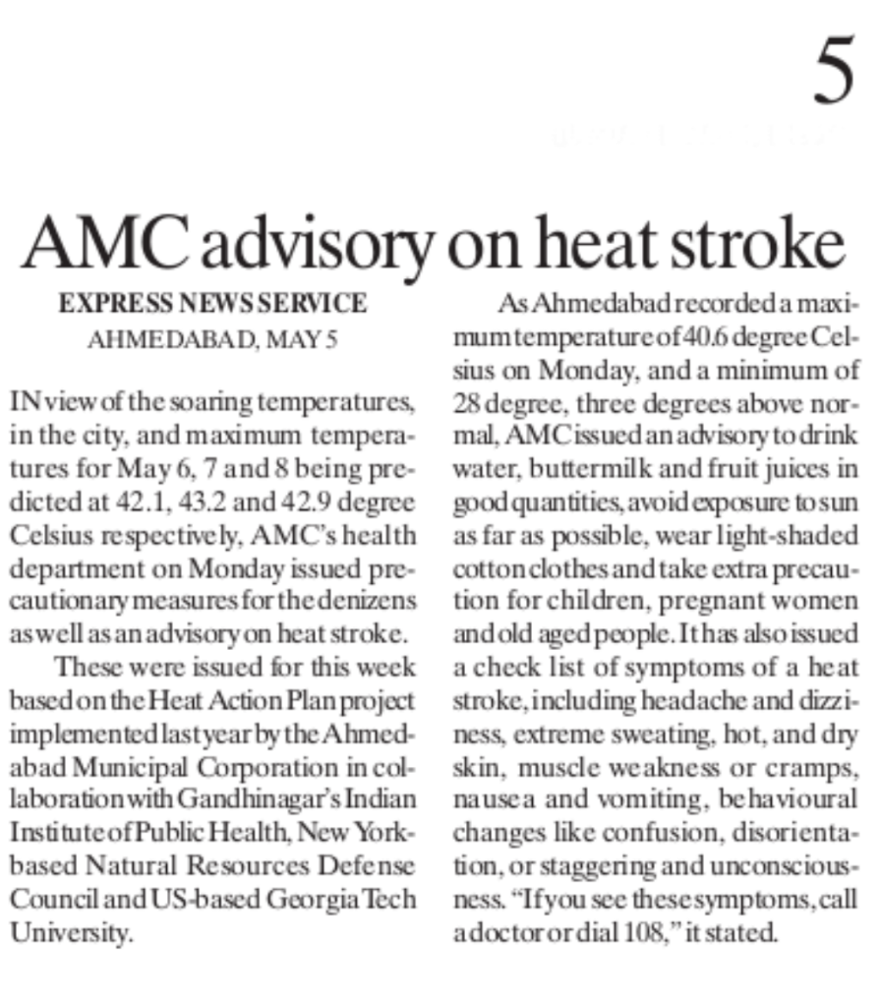 5
AMC advisory on heat stroke
EXPRESS NEWS SERVICE
AHMEDABAD, MAY 5
IN view of the soaring temperatures,
in the city, and maximum tempera-
tures for May 6, 7 and 8 being pre-
dicted at 42.1, 43.2 and 42.9 degree
Celsius respectively, AMC's health
department on Monday issued pre-
cautionary measures for the denizens
as well as an advisory on heat stroke.
These were issued for this week
based on the Heat Action Plan project
implemented last year by the Ahmed-
abad Municipal Corporation in col-
laboration with Gandhinagar's Indian
Institute of Public Health, New York-
based Natural Resources Defense
Council and US-based Georgia Tech
University.
As Ahmedabad recorded a maxi-
mum temperature of 40.6 degree Cel-
sius on Monday, and a minimum of
28 degree, three degrees above nor-
mal, AMC issued an advisory to drink
water, buttermilk and fruit juices in
good quantities, avoid exposure to sun
as far as possible, wear light-shaded
cotton clothes and take extra precau-
tion for children, pregnant women
and old aged people. It has also issued
a check list of symptoms of a heat
stroke, including headache and dizzi-
ness, extreme sweating, hot, and dry
skin, muscle weakness or cramps,
nausea and vomiting, behavioural
changes like confusion, disorienta-
tion, or staggering and unconscious-
ness. “If you see these symptoms, call
a doctor or dial 108,” it stated.